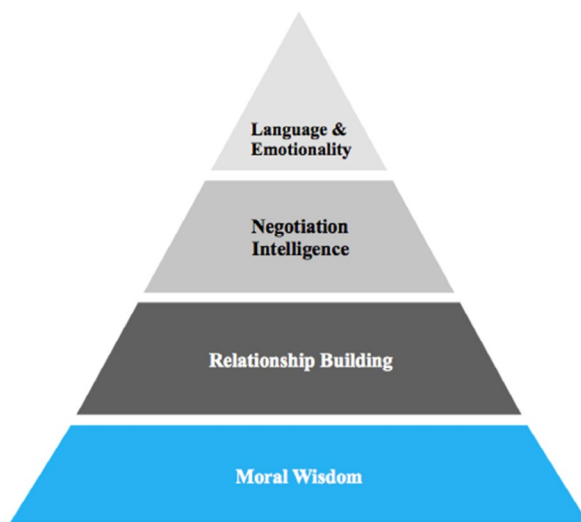 Language &
Emotionality
Negotiation
Intelligence
Relationship Building
Moral Wisdom